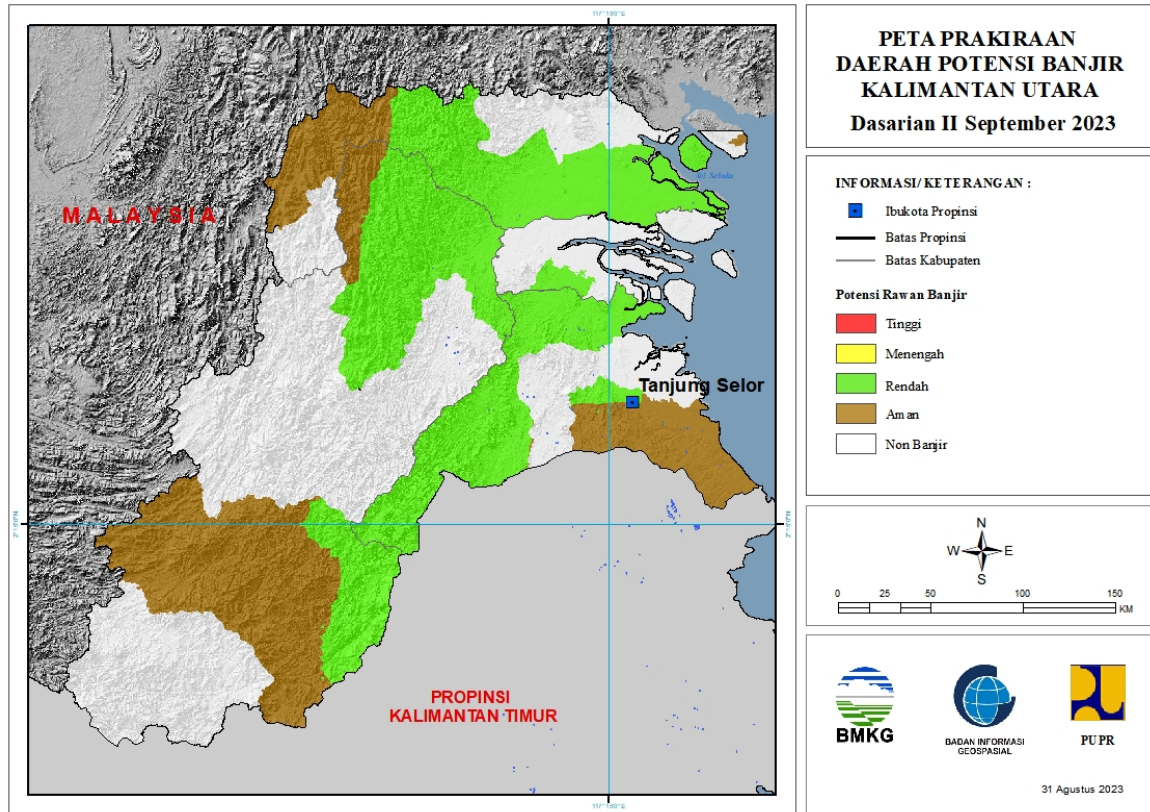 PETA PRAKIRAAN
DAERAH POTENSI BANJIR
KALIMANTAN UTARA
Dasarian II September 2023
INFORMASI/ KETERANGAN :
Ibukota Propinsi
Batas Propinsi
Batas Kabupaten
Potensi Rawan Banjir
Tinggi
Menengah
Rendah
Aman
Non Banjir
N
W E
S
0 25 50 100 150
KM
BMKG
BADAN INFORMASI
GEOSPASIAL
PUPR
31 Agustus 2023
MALAYSIA
Tanjung Selor
PROPINSI
KALIMANTAN TIMUR